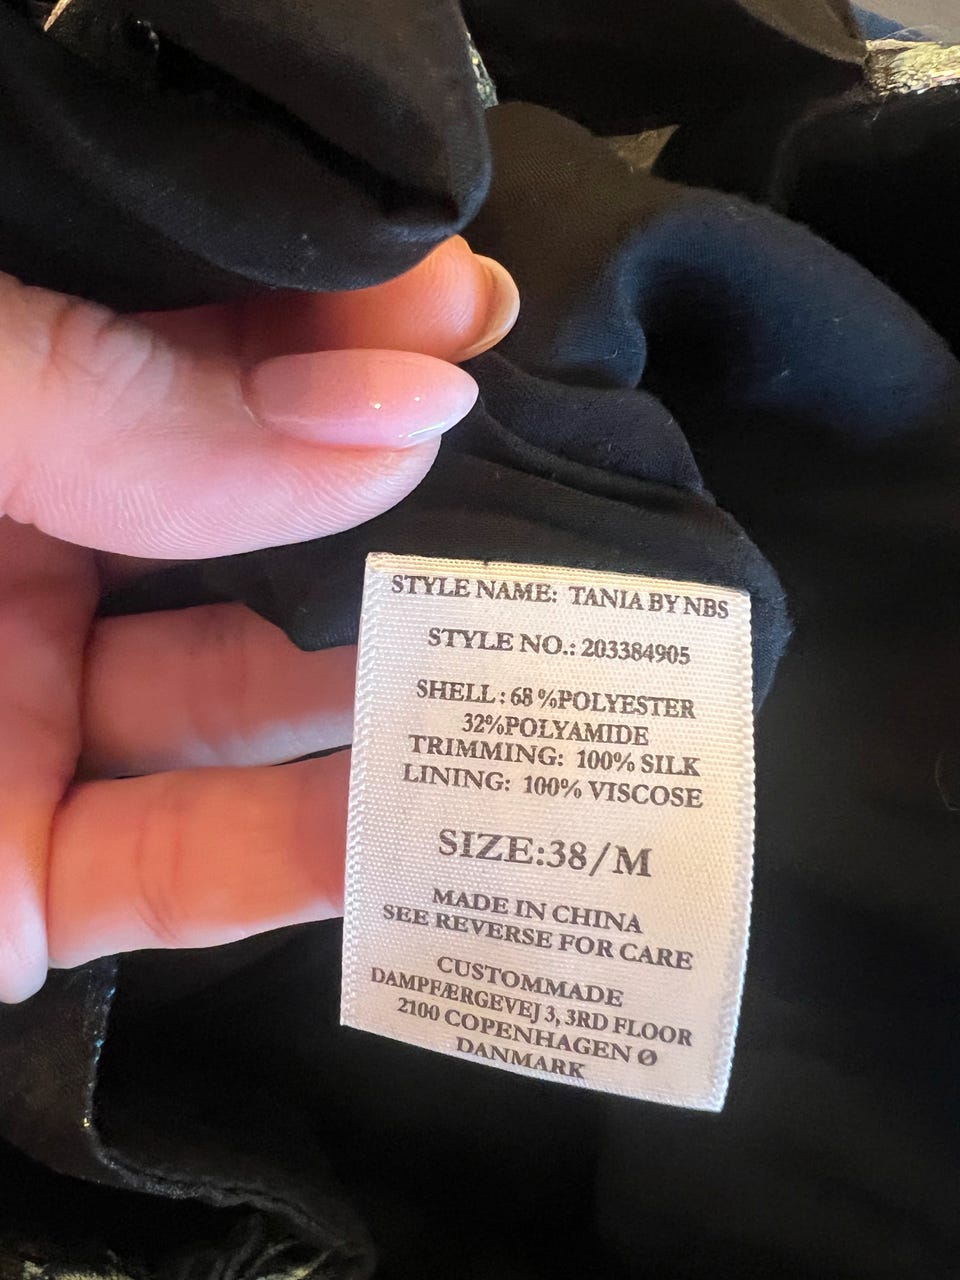 STYLE NAME: TANIA BY NBS
STYLE NO.: 203384905
SHELL : 68 %POLYESTER
32%POLYAMIDE
TRIMMING: 100% SILK
LINING: 100% VISCOSE
SIZE:38/M
MADE IN CHINA
SEE REVERSE FOR CARE
CUSTOMMADE
DAMPFÆRGEVEJ 3, 3RD FLOOR
2100 COPENHAGEN Ø
DANMARK